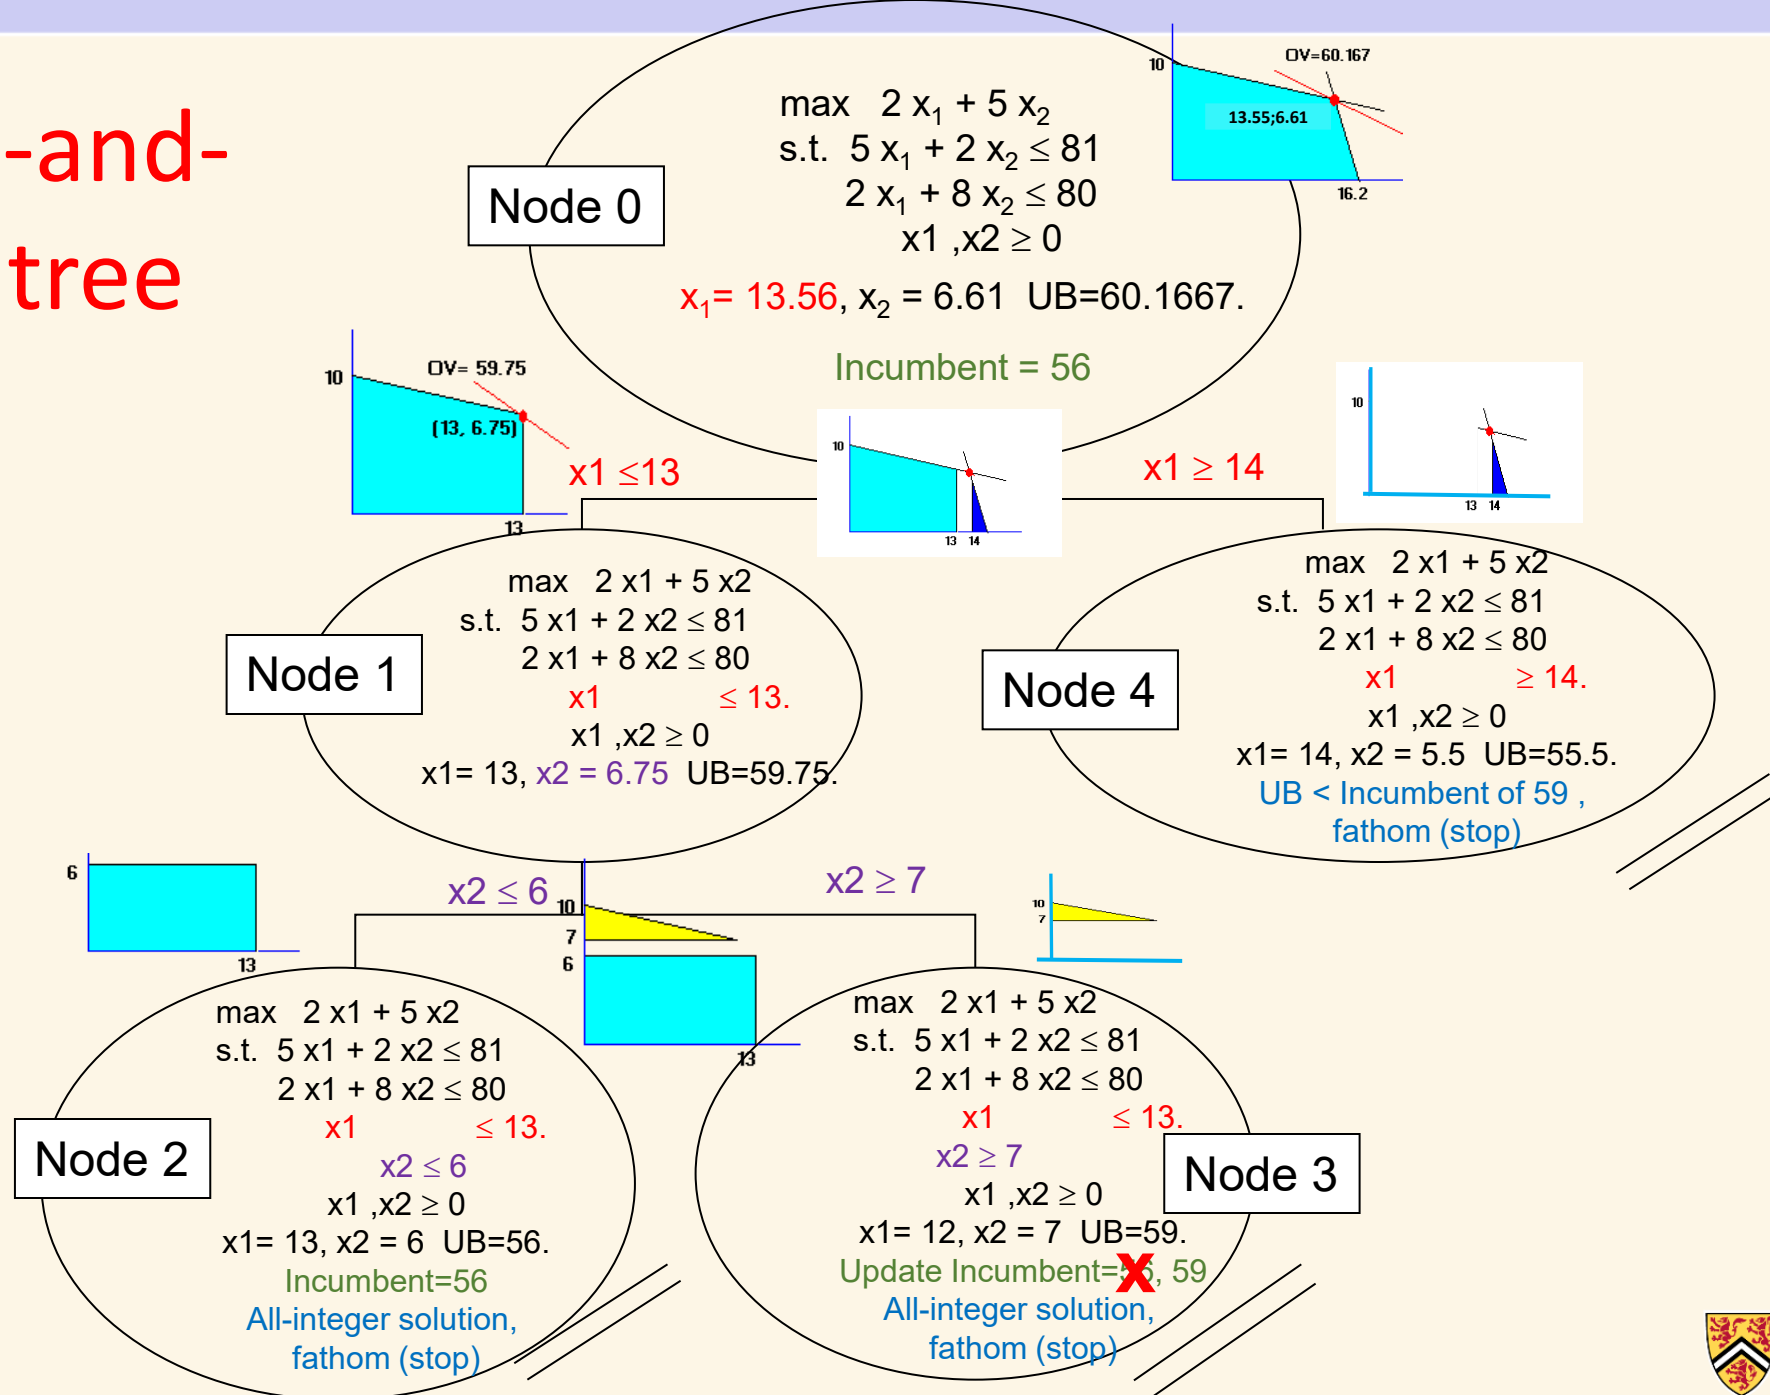 -and-
tree
Node 0
max 2 x₁ + 5 x₂
s.t. 5 x₁ + 2 x₂ ≤ 81
2 x₁ + 8 x₂ ≤ 80
x1 ,x2 ≥ 0
x₁= 13.56, x₂ = 6.61 UB=60.1667.
Incumbent = 56
10
OV=60.167
13.55;6.61
16.2
10
OV= 59.75
(13, 6.75)
13
x1 ≤13
10
13 14
x1 ≥ 14
10
13 14
Node 1
max 2 x1 + 5 x2
s.t. 5 x1 + 2 x2 ≤ 81
2 x1 + 8 x2 ≤ 80
x1 ≤ 13.
x1 ,x2 ≥ 0
x1= 13, x2 = 6.75 UB=59.75.
Node 4
max 2 x1 + 5 x2
s.t. 5 x1 + 2 x2 ≤ 81
2 x1 + 8 x2 ≤ 80
x1 ≥ 14.
x1 ,x2 ≥ 0
x1= 14, x2 = 5.5 UB=55.5.
UB < Incumbent of 59 ,
fathom (stop)
6
13
x2 ≤ 6
10
7
6
13
x2 ≥ 7
10
7
Node 2
max 2 x1 + 5 x2
s.t. 5 x1 + 2 x2 ≤ 81
2 x1 + 8 x2 ≤ 80
x1 ≤ 13.
x2 ≤ 6
x1 ,x2 ≥ 0
x1= 13, x2 = 6 UB=56.
Incumbent=56
All-integer solution,
fathom (stop)
Node 3
max 2 x1 + 5 x2
s.t. 5 x1 + 2 x2 ≤ 81
2 x1 + 8 x2 ≤ 80
x1 ≤ 13.
x2 ≥ 7
x1 ,x2 ≥ 0
x1= 12, x2 = 7 UB=59.
Update Incumbent=56, 59
X
All-integer solution,
fathom (stop)